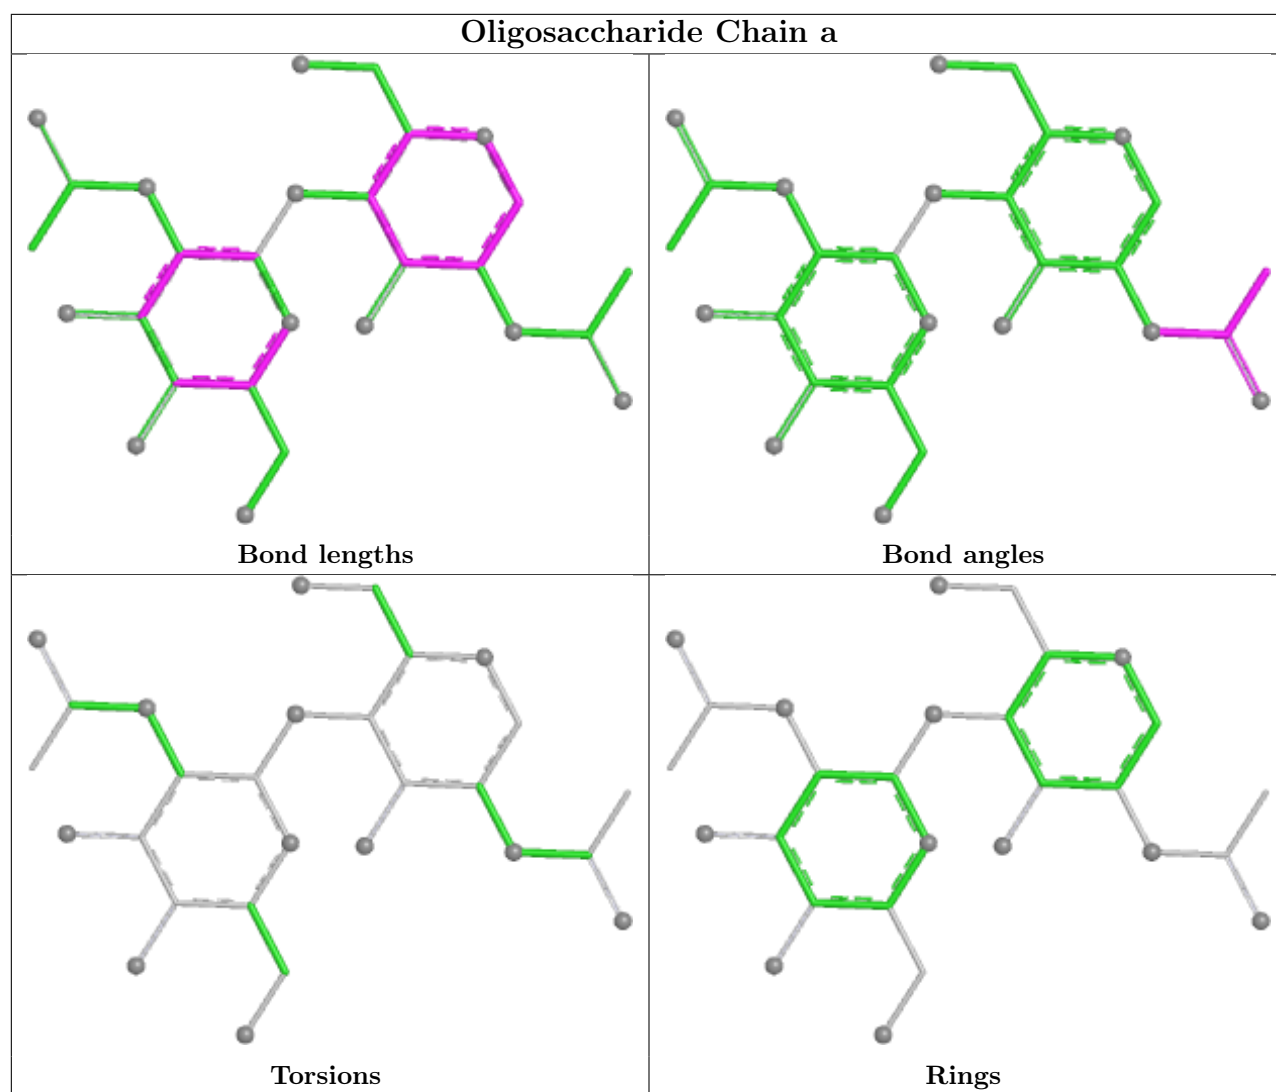 Oligosaccharide Chain a
Bond lengths
Bond angles
Torsions
Rings